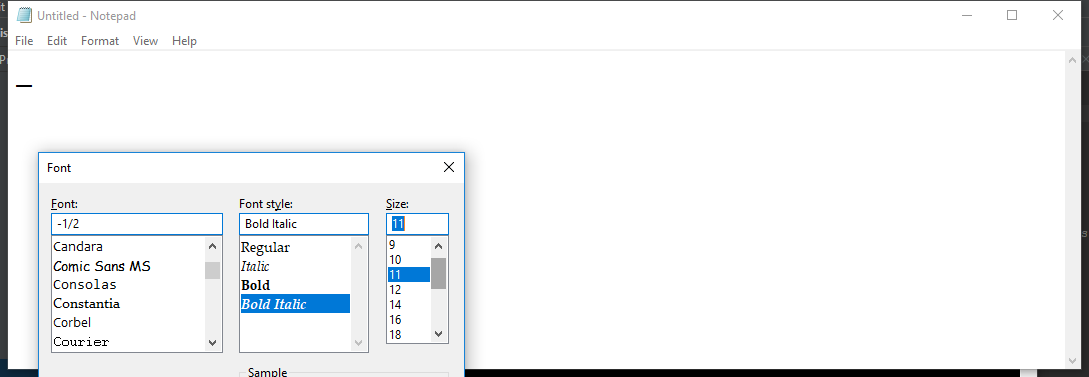 Untitled - Notepad
File Edit Format View Help
—
Font
Font: Font style: Size:
-1/2 Bold Italic 11
Candara Regular 9
Comic Sans MS Italic 10
Consolas Bold 11
Constantia Bold Italic 12
Corbel 14
Courier 16
18
Sample